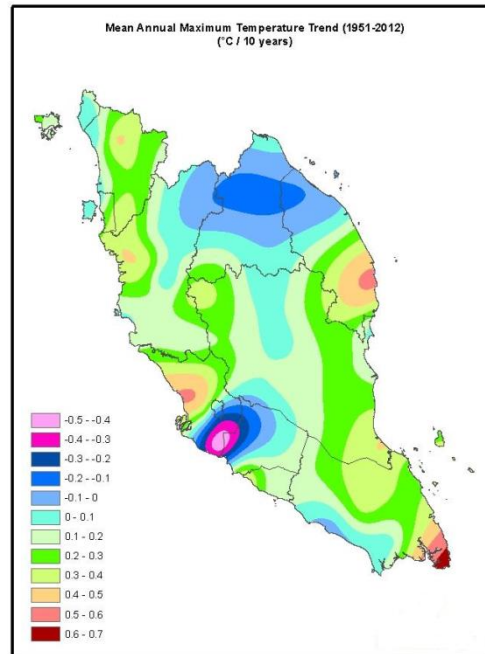 Mean Annual Maximum Temperature Trend (1951-2012)
(°C / 10 years)
-0.5 - -0.4
-0.4 - -0.3
-0.3 - -0.2
-0.2 - -0.1
-0.1 - 0
0 - 0.1
0.1 - 0.2
0.2 - 0.3
0.3 - 0.4
0.4 - 0.5
0.5 - 0.6
0.6 - 0.7